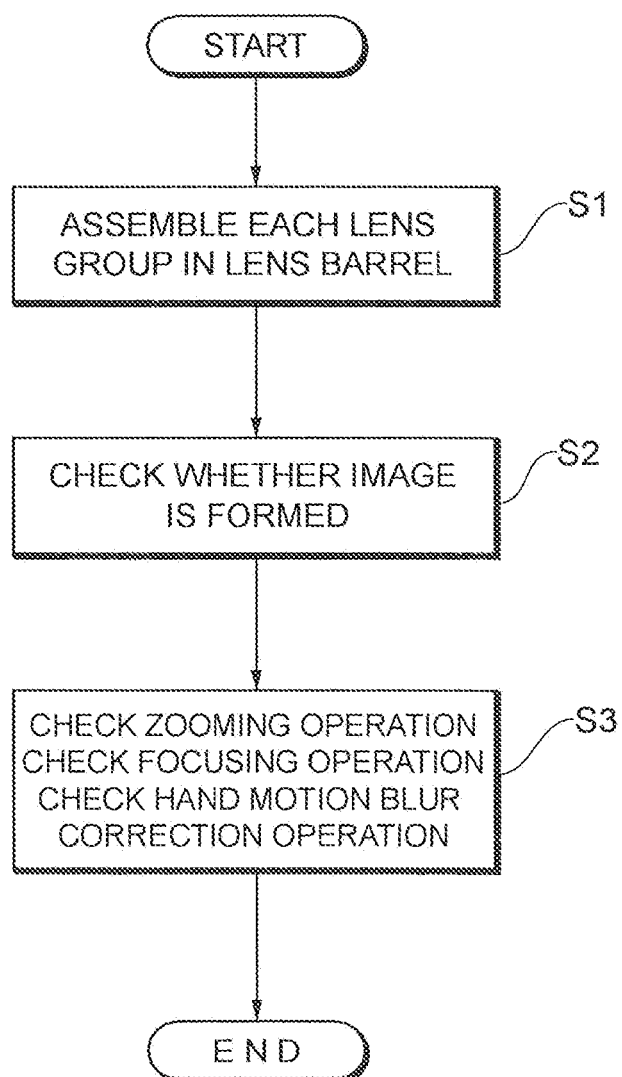 START
ASSEMBLE EACH LENS
GROUP IN LENS BARREL
S1
CHECK WHETHER IMAGE
IS FORMED
S2
CHECK ZOOMING OPERATION
CHECK FOCUSING OPERATION
CHECK HAND MOTION BLUR
CORRECTION OPERATION
S3
END